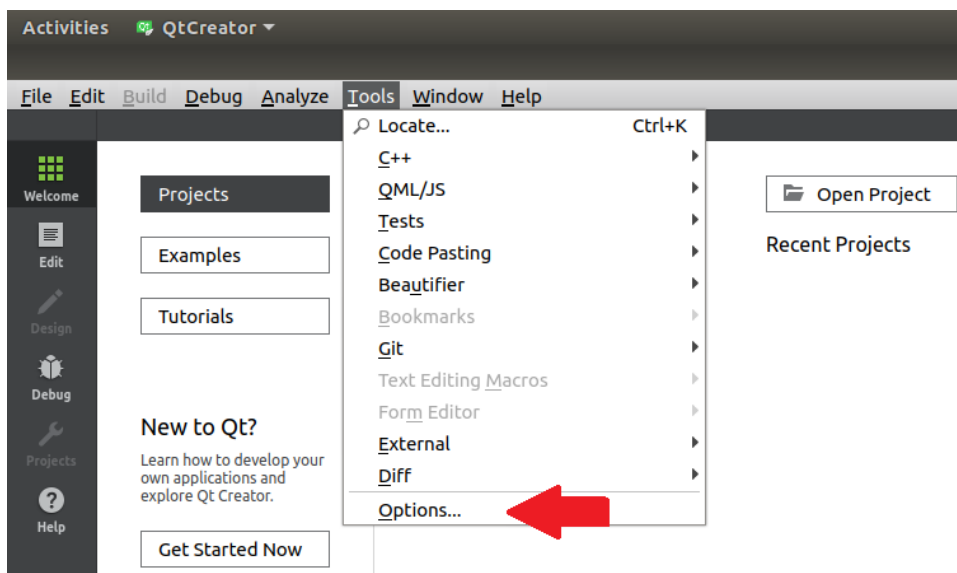 Activities QtCreator
File Edit Build Debug Analyze Tools Window Help
Locate... Ctrl+K
C++
QML/JS
Tests
Code Pasting
Beautifier
Bookmarks
Git
Text Editing Macros
Form Editor
External
Diff
Options...
Welcome
Edit
Design
Debug
Projects
Help
Projects
Examples
Tutorials
New to Qt?
Learn how to develop your
own applications and
explore Qt Creator.
Get Started Now
Open Project
Recent Projects